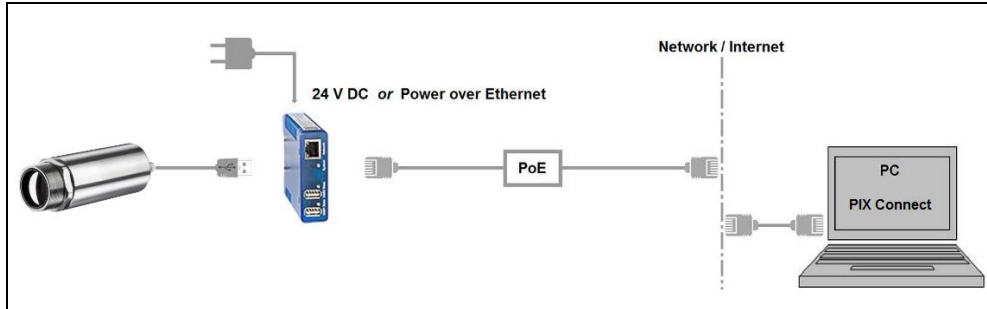 Network / Internet
24 V DC or Power over Ethernet
PoE
PC
PIX Connect